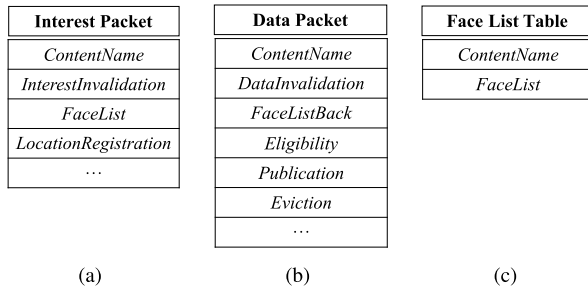 Interest Packet
ContentName
InterestInvalidation
FaceList
LocationRegistration
...
(a)
Data Packet
ContentName
DataInvalidation
FaceListBack
Eligibility
Publication
Eviction
...
(b)
Face List Table
ContentName
FaceList
(c)